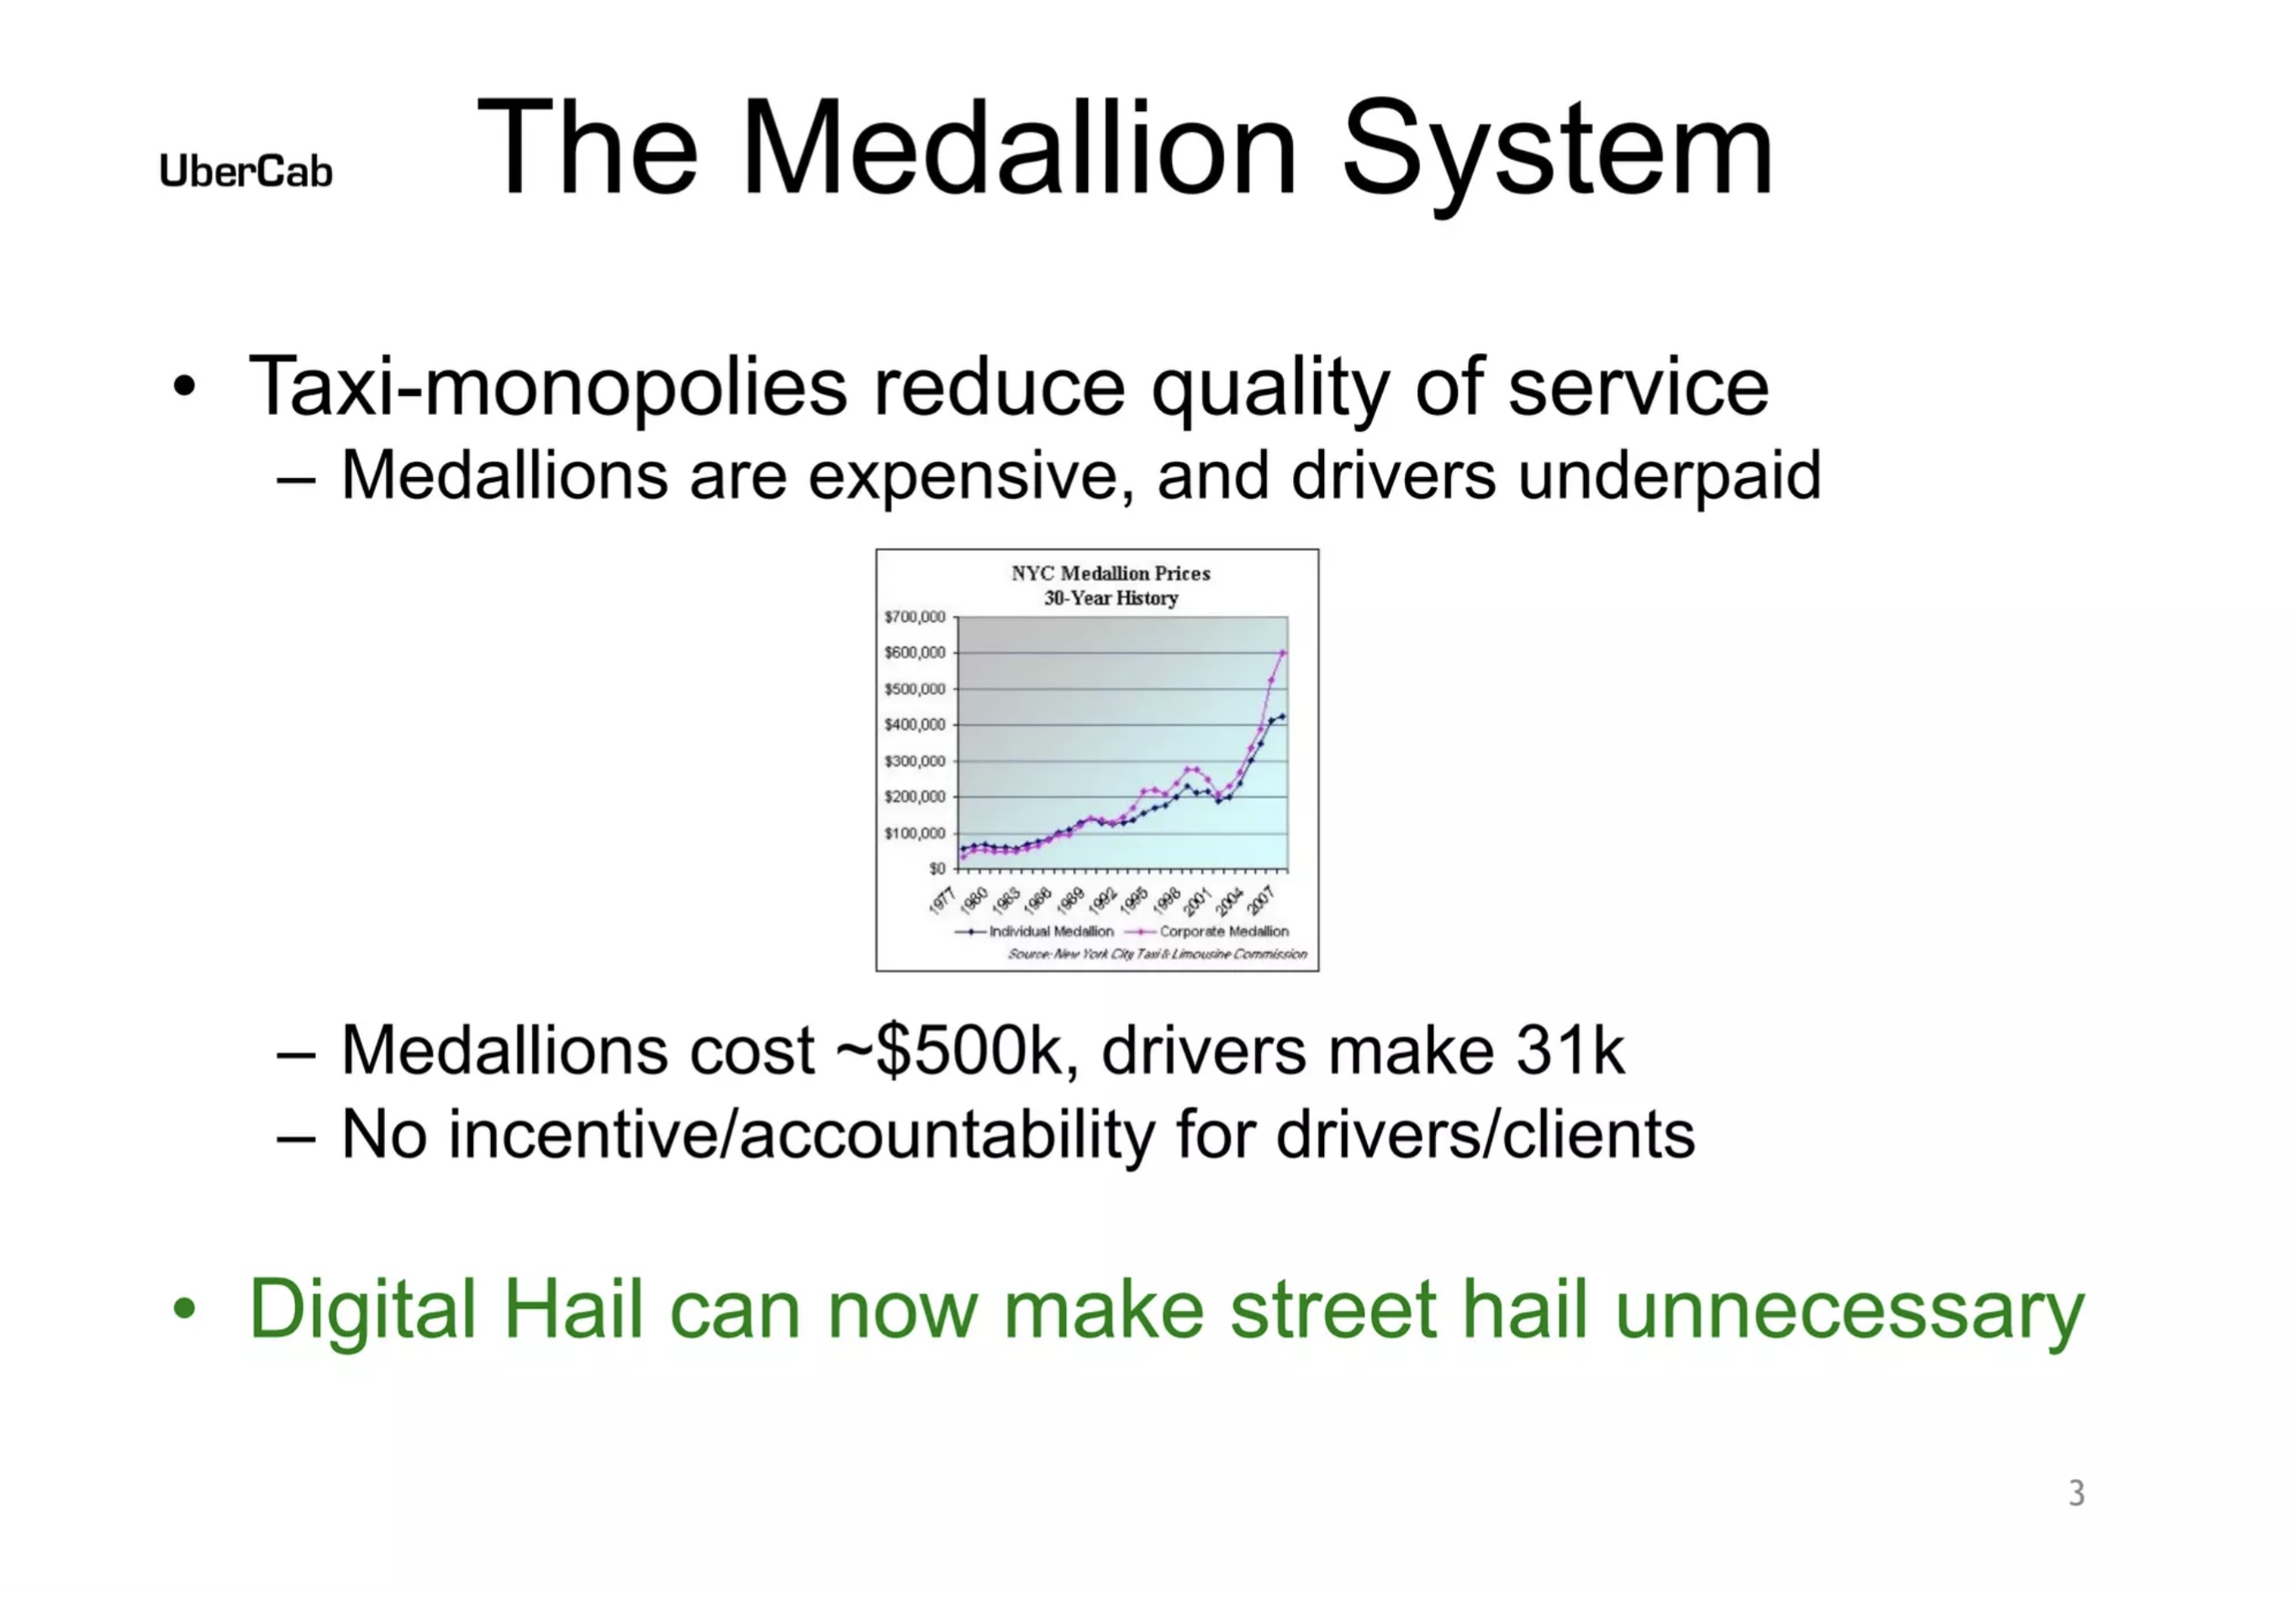 UberCab
The Medallion System
• Taxi-monopolies reduce quality of service
– Medallions are expensive, and drivers underpaid
NYC Medallion Prices
30-Year History
$700,000
$600,000
$500,000
$400,000
$300,000
$200,000
$100,000
$0
1977 1980 1983 1986 1989 1992 1995 1998 2001 2004 2007
Individual Medallion Corporate Medallion
Source: New York City Taxi & Limousine Commission
– Medallions cost ~$500k, drivers make 31k
– No incentive/accountability for drivers/clients
• Digital Hail can now make street hail unnecessary
3